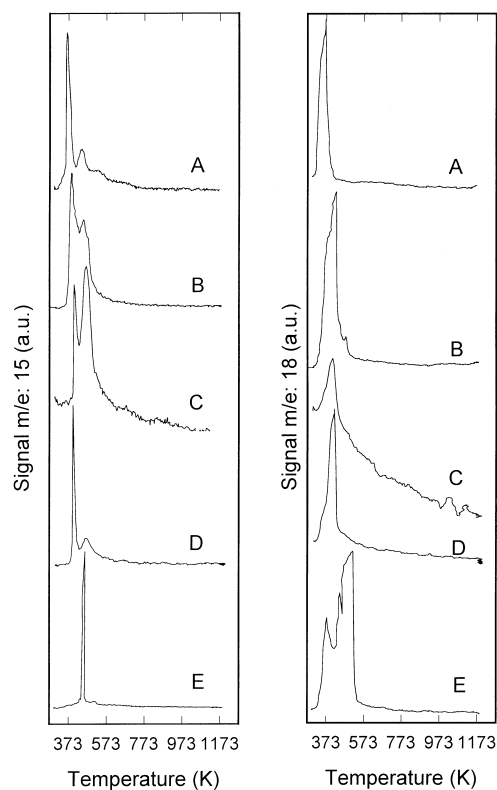 Signal m/e: 15 (a.u.)
A
B
C
D
E
373 573 773 973 1173
Temperature (K)
Signal m/e: 18 (a.u.)
A
B
C
D
E
373 573 773 973 1173
Temperature (K)